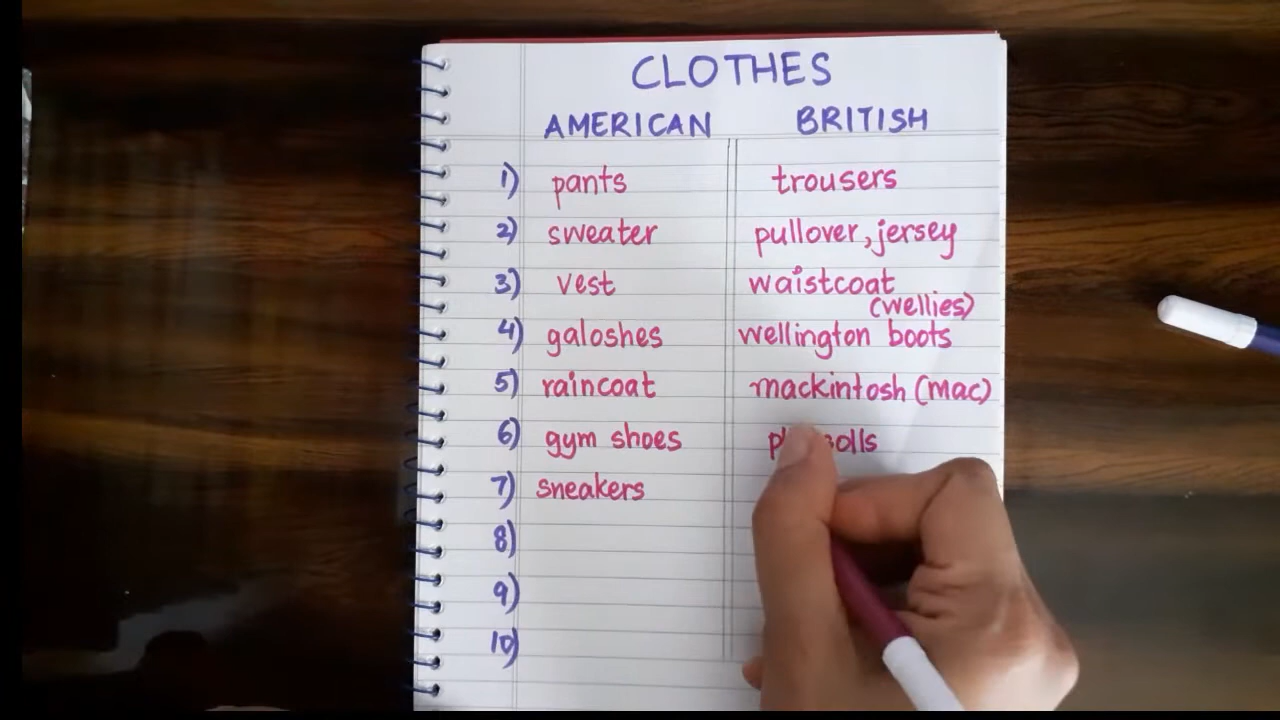 CLOTHES
AMERICAN BRITISH
1) pants trousers
2) sweater pullover, jersey
3) vest waistcoat
(wellies)
4) galoshes wellington boots
5) raincoat mackintosh (mac)
6) gym shoes
7) sneakers
8)
9)
10)